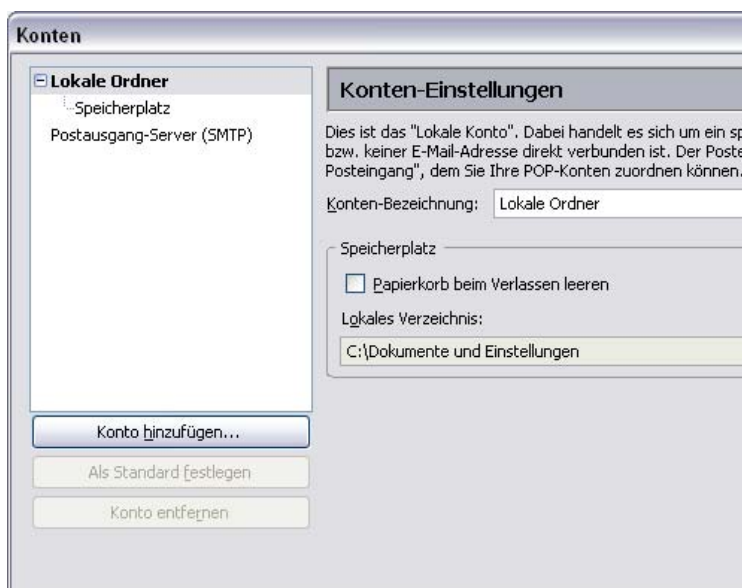 Konten
Lokale Ordner
Speicherplatz
Postausgang-Server (SMTP)
Konto hinzufügen...
Als Standard festlegen
Konto entfernen
Konten-Einstellungen
Dies ist das "Lokale Konto". Dabei handelt es sich um ein
bzw. keiner E-Mail-Adresse direkt verbunden ist. Der
Posteingang", dem Sie Ihre POP-Konten zuordnen können.
Konten-Bezeichnung: Lokale Ordner
Speicherplatz
Papierkorb beim Verlassen leeren
Lokales Verzeichnis:
C:\Dokumente und Einstellungen